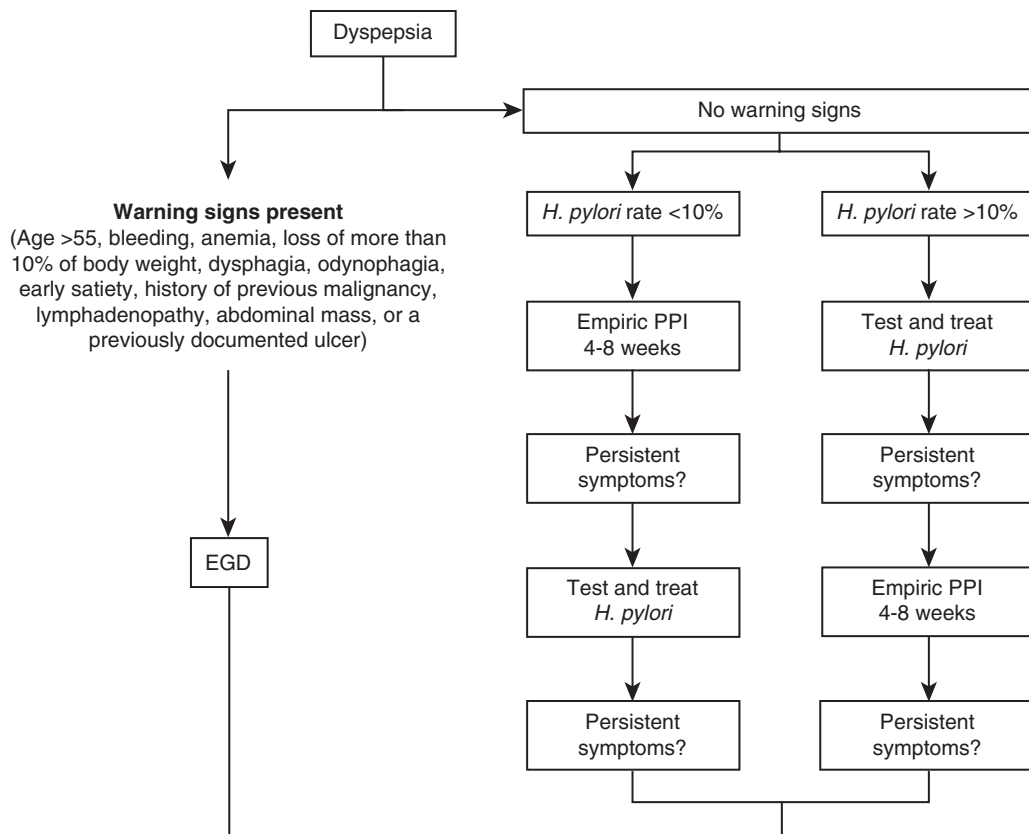 Dyspepsia
No warning signs
Warning signs present
(Age >55, bleeding, anemia, loss of more than
10% of body weight, dysphagia, odynophagia,
early satiety, history of previous malignancy,
lymphadenopathy, abdominal mass, or a
previously documented ulcer)
EGD
H. pylori rate <10%
Empiric PPI
4-8 weeks
Persistent
symptoms?
Test and treat
H. pylori
Persistent
symptoms?
H. pylori rate >10%
Test and treat
H. pylori
Persistent
symptoms?
Empiric PPI
4-8 weeks
Persistent
symptoms?